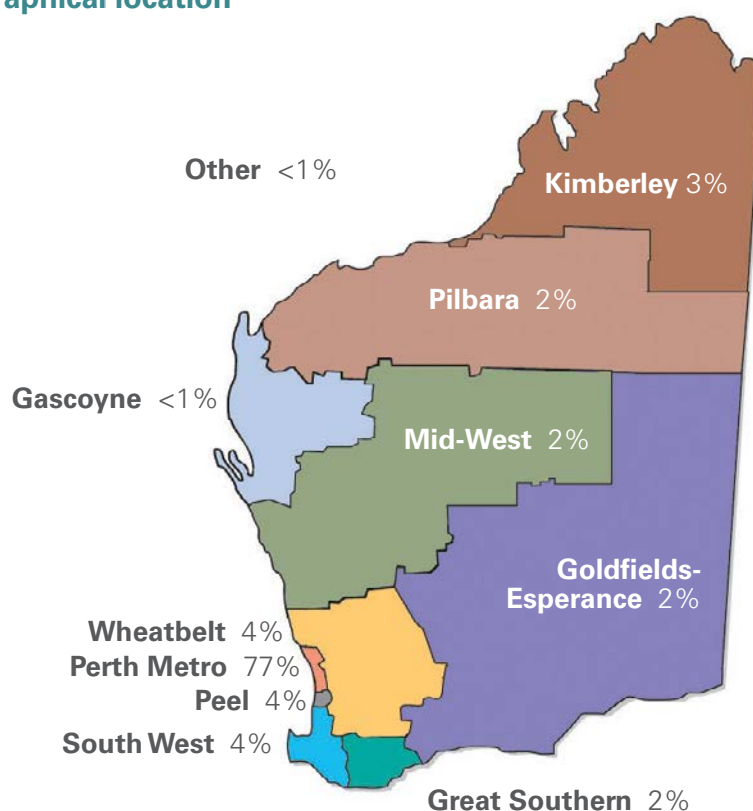 Other <1%
Kimberley 3%
Pilbara 2%
Gascoyne <1%
Mid-West 2%
Goldfields-
Esperance 2%
Wheatbelt 4%
Perth Metro 77%
Peel 4%
South West 4%
Great Southern 2%